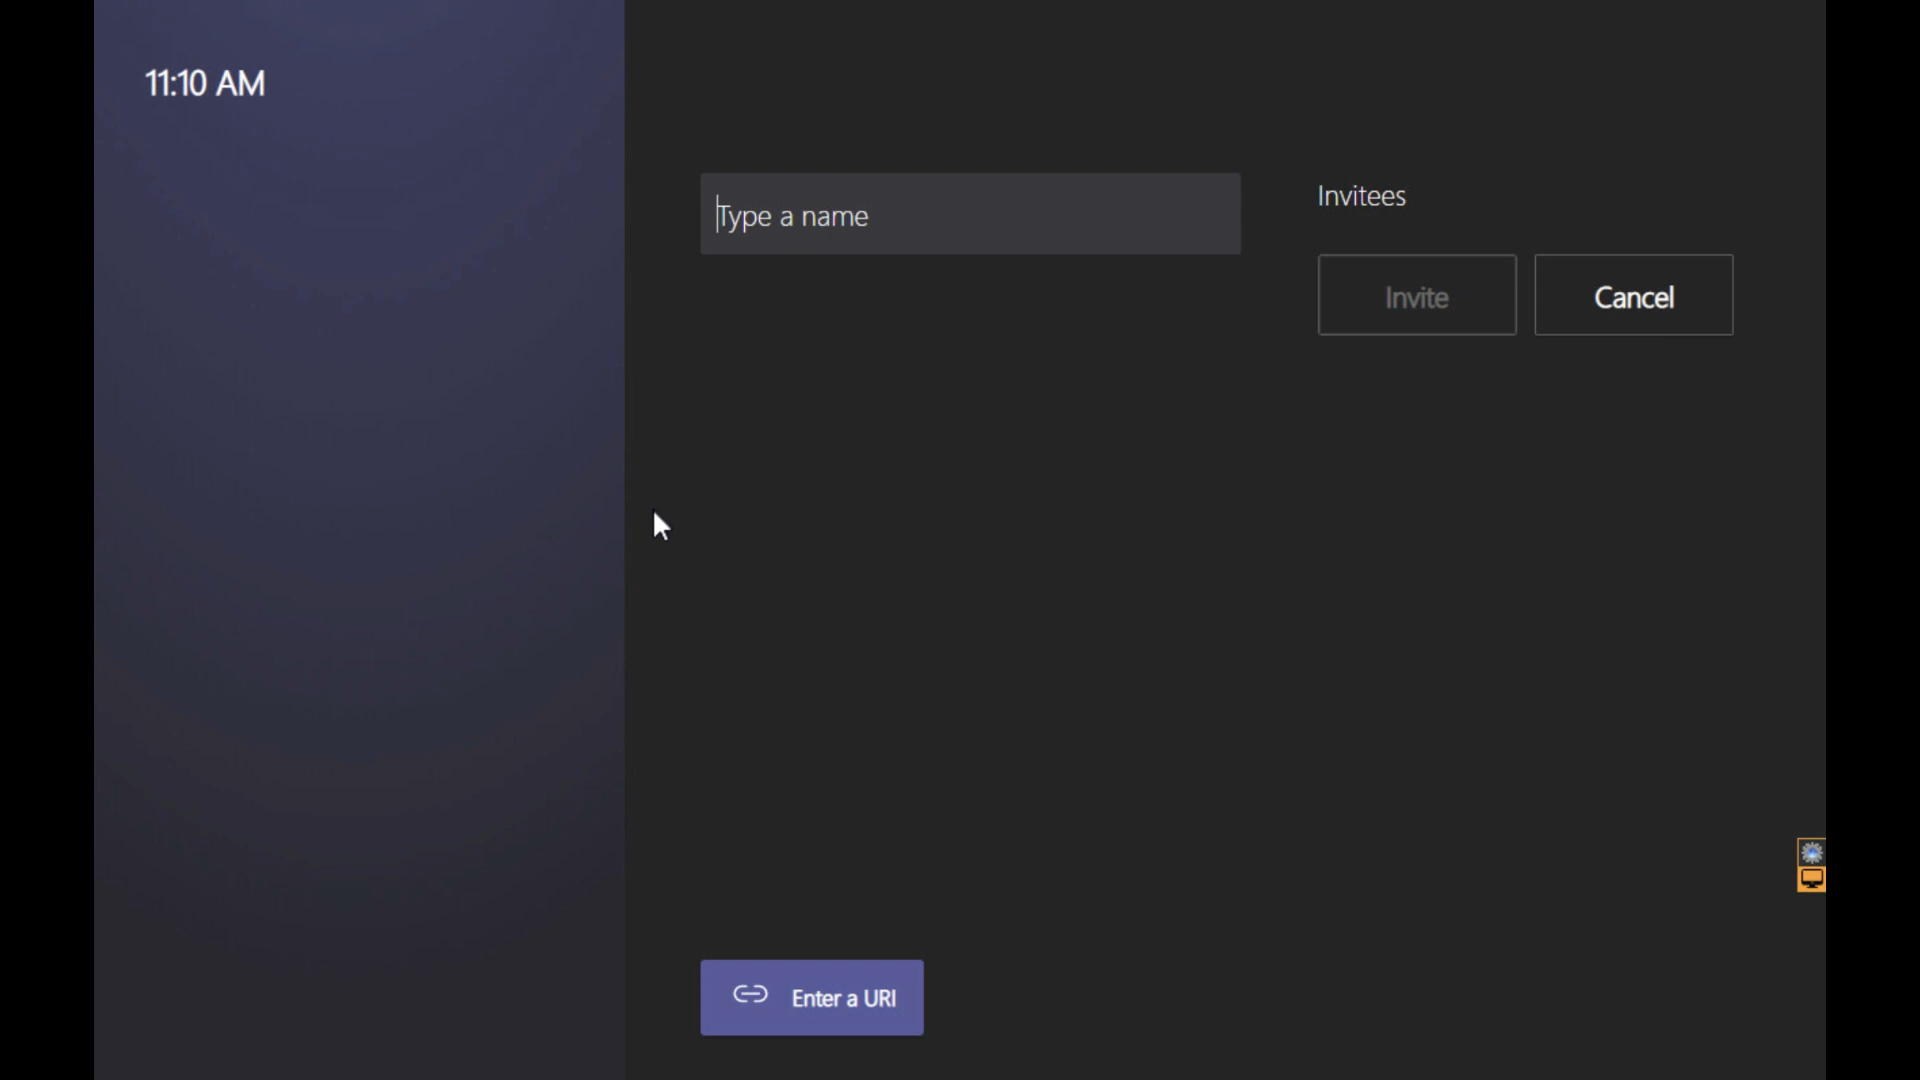 11:10 AM
Type a name
Invitees
Invite
Cancel
Enter a URI